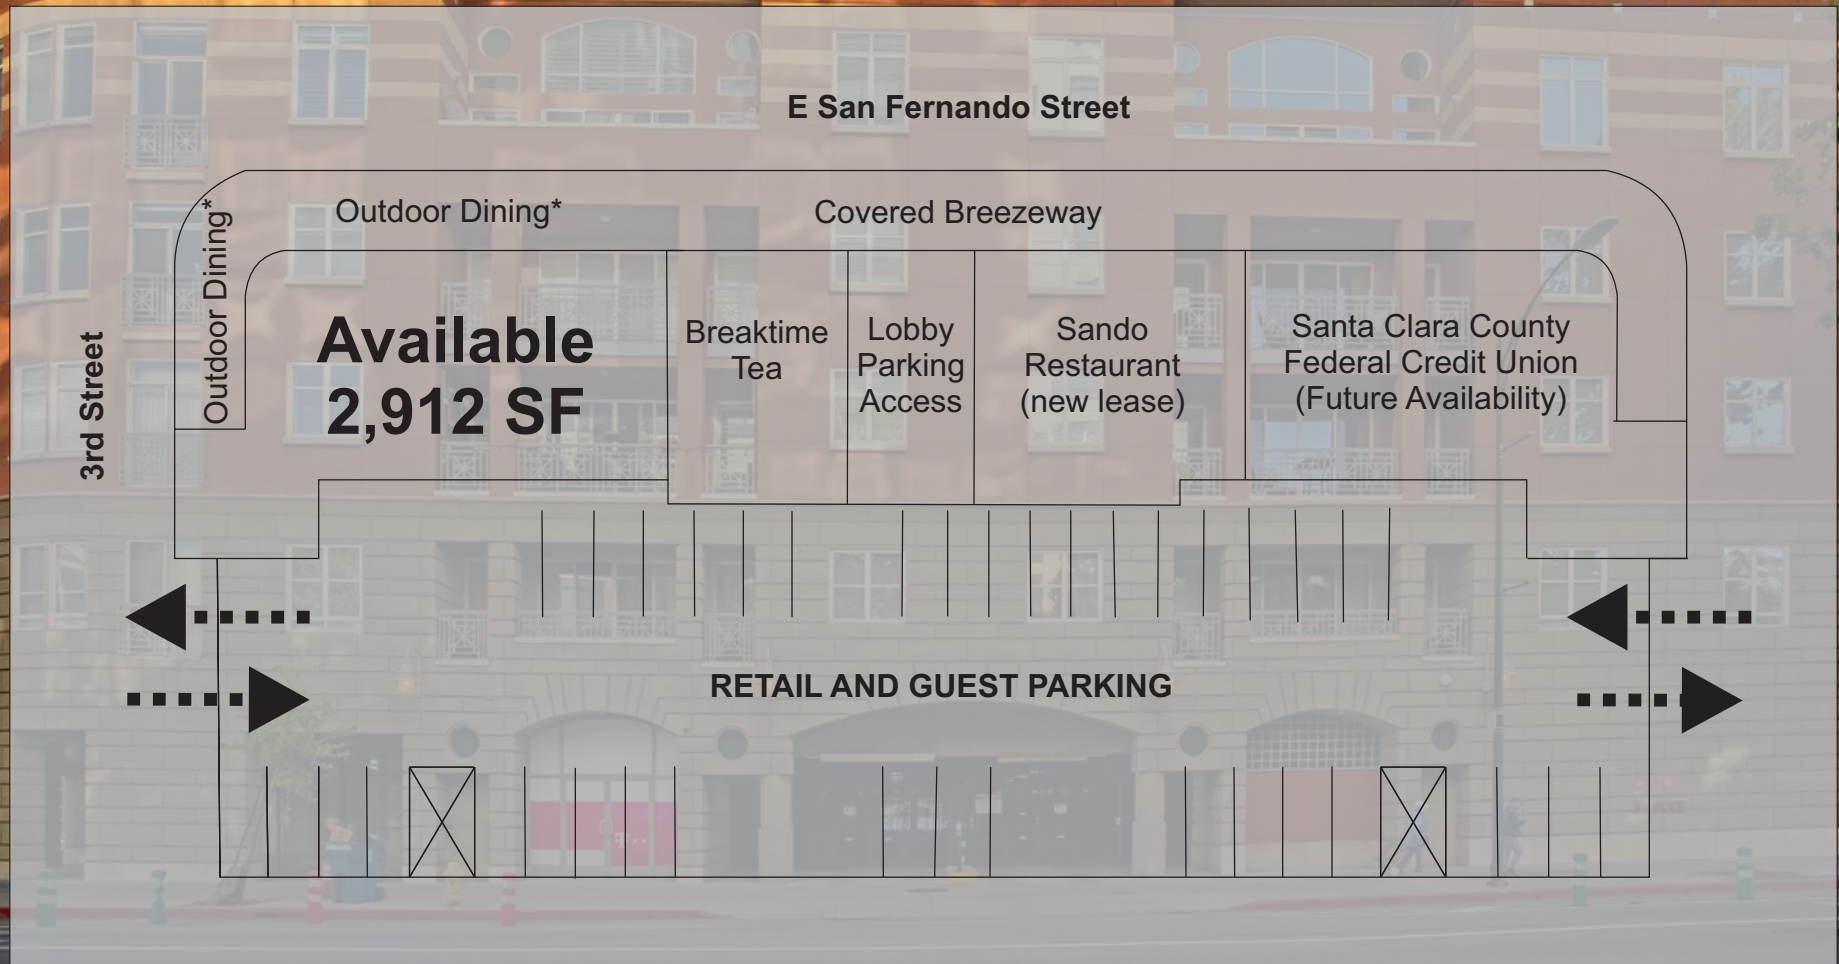 E San Fernando Street
Outdoor Dining*
Covered Breezeway
Outdoor Dining*
3rd Street
Available
2,912 SF
Breaktime
Tea
Lobby
Parking
Access
Sando
Restaurant
(new lease)
Santa Clara County
Federal Credit Union
(Future Availability)
RETAIL AND GUEST PARKING